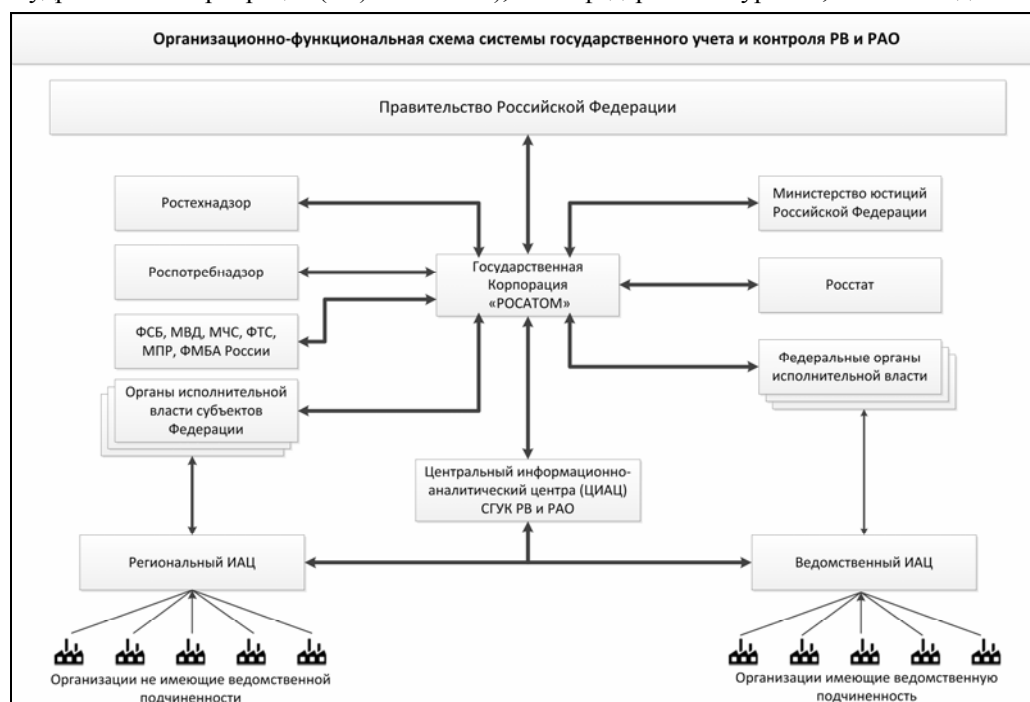 Организационно-функциональная схема системы государственного учета и контроля РВ и РАО
Правительство Российской Федерации
Ростехнадзор
Министерство юстиций
Российской Федерации
Роспотребнадзор
Государственная
Корпорация
«РОСАТОМ»
Росстат
ФСБ, МВД, МЧС, ФТС,
МПР, ФМБА России
Федеральные органы
исполнительной власти
Органы исполнительной
власти субъектов
Федерации
Центральный информационно-
аналитический центра (ЦИАЦ)
СГУК РВ и РАО
Региональный ИАЦ
Ведомственный ИАЦ
Организации не имеющие ведомственной
подчиненности
Организации имеющие ведомственную
подчиненность